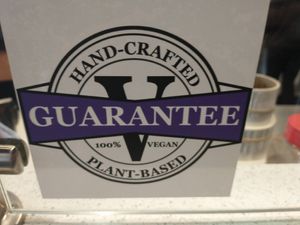 HAND-CRAFTED
V
GUARANTEE
100% VEGAN
PLANT-BASED